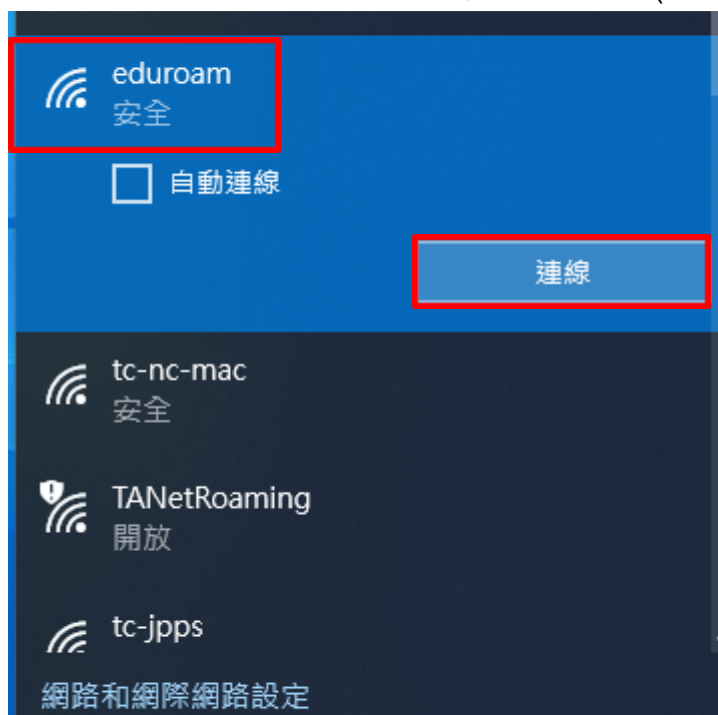 eduroam
安全
自動連線
連線
tc-nc-mac
安全
TANetRoaming
開放
tc-jpps
網路和網際網路設定